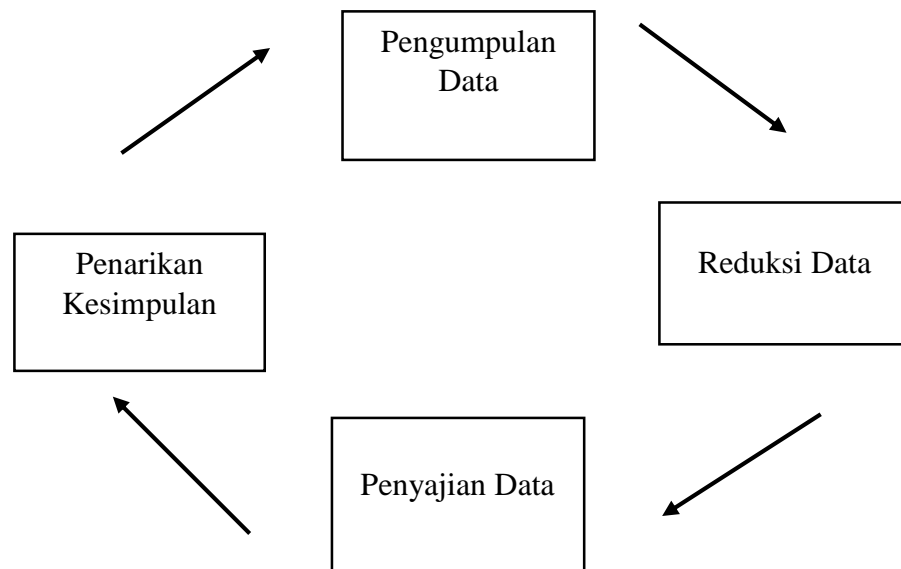 Pengumpulan
Data
Reduksi Data
Penarikan
Kesimpulan
Penyajian Data